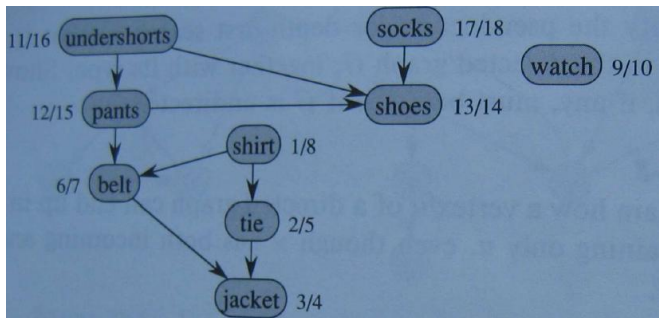 socks 17/18
11/16 undershorts
watch 9/10
12/15 pants
shoes 13/14
shirt 1/8
6/7 belt
tie 2/5
jacket 3/4